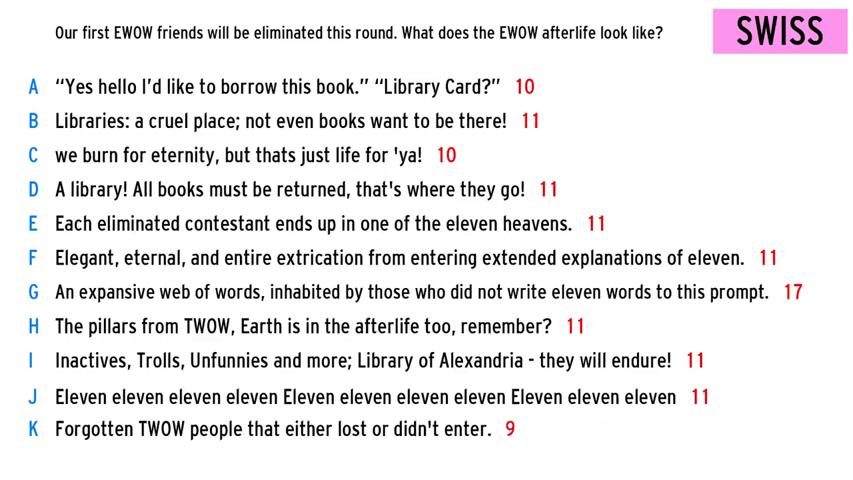 Our first EWOW friends will be eliminated this round. What does the EWOW afterlife look like?
SWISS
A “Yes hello I’d like to borrow this book.” “Library Card?” 10
B Libraries: a cruel place; not even books want to be there! 11
C we burn for eternity, but thats just life for 'ya! 10
D A library! All books must be returned, that's where they go! 11
E Each eliminated contestant ends up in one of the eleven heavens. 11
F Elegant, eternal, and entire extrication from entering extended explanations of eleven. 11
G An expansive web of words, inhabited by those who did not write eleven words to this prompt. 17
H The pillars from TWOW, Earth is in the afterlife too, remember? 11
I Inactives, Trolls, Unfunnies and more; Library of Alexandria - they will endure! 11
J Eleven eleven eleven eleven Eleven eleven eleven eleven Eleven eleven eleven 11
K Forgotten TWOW people that either lost or didn't enter. 9